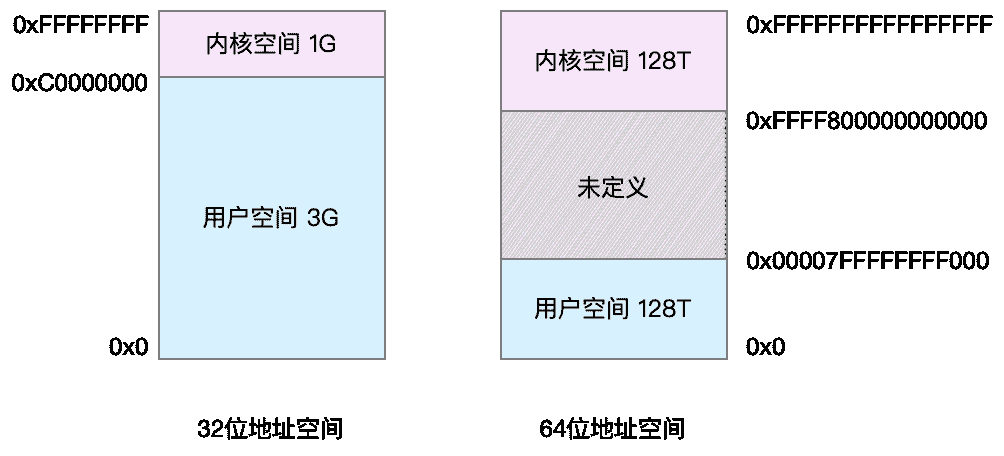 0xFFFFFFFF
内核空间 1G
0xC0000000
用户空间 3G
0x0
32位地址空间
0xFFFFFFFFFFFFFFFF
内核空间 128T
0xFFFF800000000000
未定义
0x00007FFFFFFFF000
用户空间 128T
0x0
64位地址空间